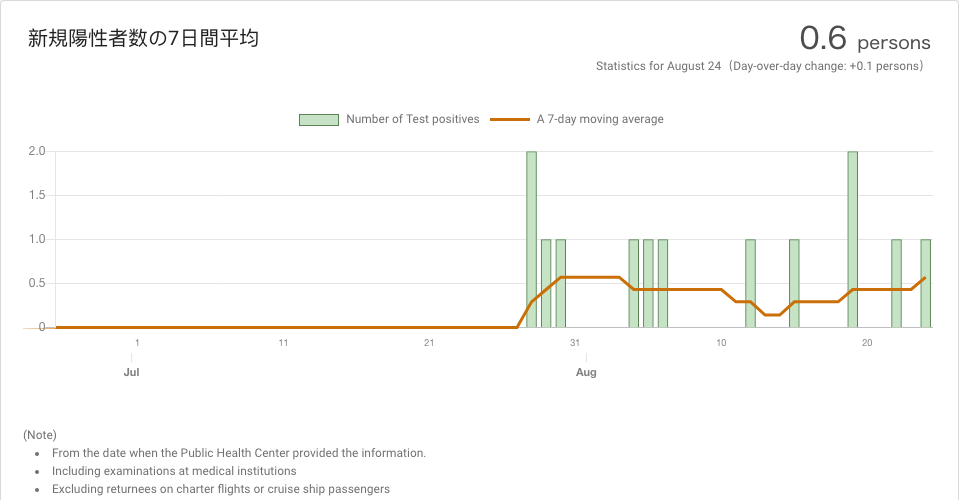 新規陽性者数の7日間平均
0.6 persons
Statistics for August 24（Day-over-day change: +0.1 persons）
Number of Test positives
A 7-day moving average
2.0
1.5
1.0
0.5
0
1
11
21
31
10
20
Jul
Aug
(Note)
• From the date when the Public Health Center provided the information.
• Including examinations at medical institutions
• Excluding returnees on charter flights or cruise ship passengers